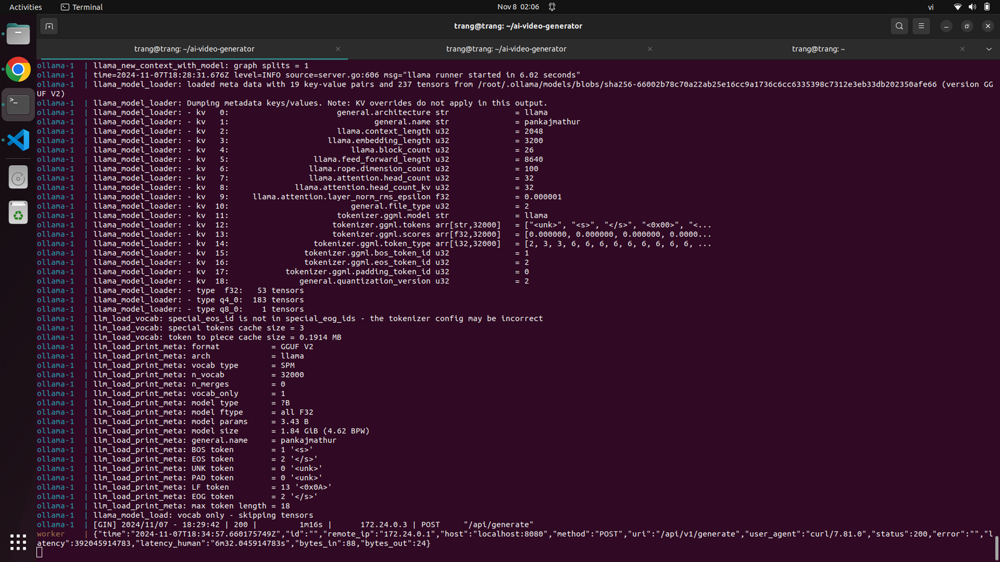 Activities
Terminal
Nov 8 02:06
vi
trang@trang: ~/ai-video-generator
trang@trang: ~/ai-video-generator
trang@trang: ~/ai-video-generator
trang@trang: ~
ollama-1 | llama_new_context_with_model: graph splits = 1
ollama-1 | time=2024-11-07T18:28:31.676Z level=INFO source=server.go:606 msg="llama runner started in 6.02 seconds"
ollama-1 | llama_model_loader: loaded meta data with 19 key-value pairs and 237 tensors from /root/.ollama/models/blobs/sha256-66002b78c70a22ab25e16cc9a1736c6cc6335398c7312e3eb33db202350afe66 (version GG
UF V2)
ollama-1 | llama_model_loader: Dumping metadata keys/values. Note: KV overrides do not apply in this output.
ollama-1 | llama_model_loader: - kv 0: general.architecture str = llama
ollama-1 | llama_model_loader: - kv 1: general.name str = pankajmathur
ollama-1 | llama_model_loader: - kv 2: llama.context_length u32 = 2048
ollama-1 | llama_model_loader: - kv 3: llama.embedding_length u32 = 3200
ollama-1 | llama_model_loader: - kv 4: llama.block_count u32 = 26
ollama-1 | llama_model_loader: - kv 5: llama.feed_forward_length u32 = 8640
ollama-1 | llama_model_loader: - kv 6: llama.rope.dimension_count u32 = 100
ollama-1 | llama_model_loader: - kv 7: llama.attention.head_count u32 = 32
ollama-1 | llama_model_loader: - kv 8: llama.attention.head_count_kv u32 = 32
ollama-1 | llama_model_loader: - kv 9: llama.attention.layer_norm_rms_epsilon f32 = 0.000001
ollama-1 | llama_model_loader: - kv 10: general.file_type u32 = 2
ollama-1 | llama_model_loader: - kv 11: tokenizer.ggml.model str = llama
ollama-1 | llama_model_loader: - kv 12: tokenizer.ggml.tokens arr[str,32000] = ["<unk>", "<s>", "</s>", "<0x00>", "<...
ollama-1 | llama_model_loader: - kv 13: tokenizer.ggml.scores arr[f32,32000] = [0.000000, 0.000000, 0.000000, 0.0000...
ollama-1 | llama_model_loader: - kv 14: tokenizer.ggml.token_type arr[i32,32000] = [2, 3, 3, 6, 6, 6, 6, 6, 6, 6, 6, 6, ...
ollama-1 | llama_model_loader: - kv 15: tokenizer.ggml.bos_token_id u32 = 1
ollama-1 | llama_model_loader: - kv 16: tokenizer.ggml.eos_token_id u32 = 2
ollama-1 | llama_model_loader: - kv 17: tokenizer.ggml.padding_token_id u32 = 0
ollama-1 | llama_model_loader: - kv 18: general.quantization_version u32 = 2
ollama-1 | llama_model_loader: - type f32: 53 tensors
ollama-1 | llama_model_loader: - type q4_0: 183 tensors
ollama-1 | llama_model_loader: - type q8_0: 1 tensors
ollama-1 | llm_load_vocab: special_eos_id is not in special_eog_ids - the tokenizer config may be incorrect
ollama-1 | llm_load_vocab: special tokens cache size = 3
ollama-1 | llm_load_vocab: token to piece cache size = 0.1914 MB
ollama-1 | llm_load_print_meta: format = GGUF V2
ollama-1 | llm_load_print_meta: arch = llama
ollama-1 | llm_load_print_meta: vocab type = SPM
ollama-1 | llm_load_print_meta: n_vocab = 32000
ollama-1 | llm_load_print_meta: n_merges = 0
ollama-1 | llm_load_print_meta: vocab_only = 1
ollama-1 | llm_load_print_meta: model type = ?B
ollama-1 | llm_load_print_meta: model ftype = all F32
ollama-1 | llm_load_print_meta: model params = 3.43 B
ollama-1 | llm_load_print_meta: model size = 1.84 GiB (4.62 BPW)
ollama-1 | llm_load_print_meta: general.name = pankajmathur
ollama-1 | llm_load_print_meta: BOS token = 1 '<s>'
ollama-1 | llm_load_print_meta: EOS token = 2 '</s>'
ollama-1 | llm_load_print_meta: UNK token = 0 '<unk>'
ollama-1 | llm_load_print_meta: PAD token = 0 '<unk>'
ollama-1 | llm_load_print_meta: LF token = 13 '<0x0A>'
ollama-1 | llm_load_print_meta: EOG token = 2 '</s>'
ollama-1 | llm_load_print_meta: max token length = 18
ollama-1 | llama_model_load: vocab only - skipping tensors
ollama-1 | [GIN] 2024/11/07 - 18:29:42 | 200 | 1m16s | 172.24.0.3 | POST "/api/generate"
worker | {"time":"2024-11-07T18:34:57.660175749Z","id":"","remote_ip":"172.24.0.1","host":"localhost:8080","method":"POST","uri":"/api/v1/generate","user_agent":"curl/7.81.0","status":200,"error":"","l
atency":392045914783,"latency_human":"6m32.045914783s","bytes_in":88,"bytes_out":24}